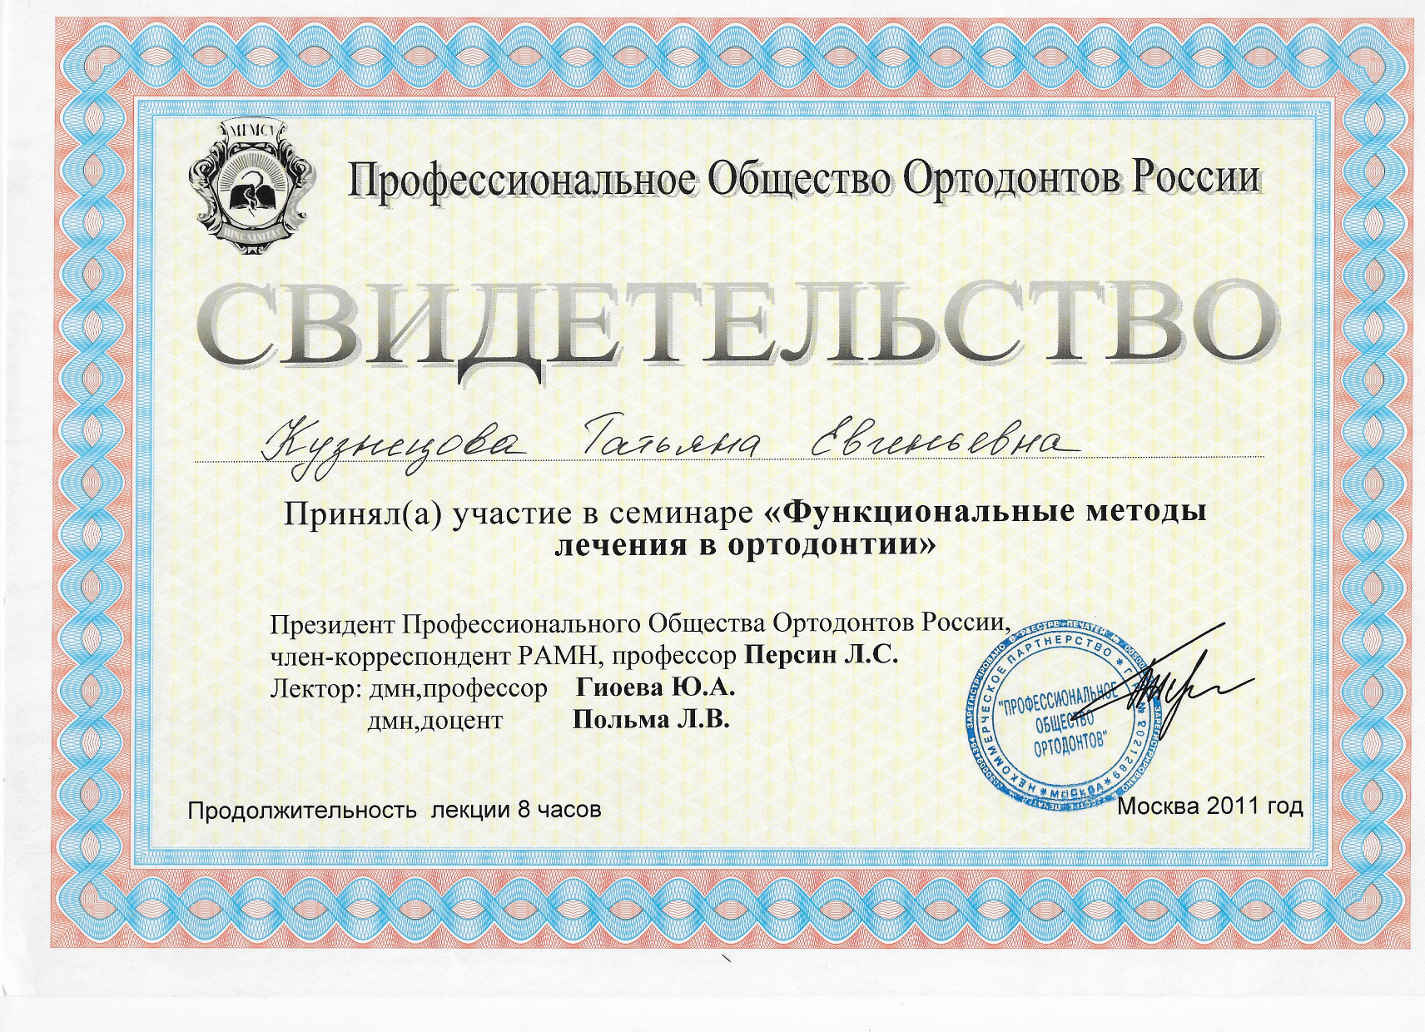 МГМСУ
Профессиональное Общество Ортодонтов России
СВИДЕТЕЛЬСТВО
Кузнецова Татьяна Евгеньевна
Принял(а) участие в семинаре «Функциональные методы
лечения в ортодонтии»
Президент Профессионального Общества Ортодонтов России,
член-корреспондент РАМН, профессор Персин Л.С.
Лектор: дмн,профессор Гиоева Ю.А.
дмн,доцент Польма Л.В.
НЕКОММЕРЧЕСКОЕ ПАРТНЕРСТВО
"ПРОФЕССИОНАЛЬНОЕ
ОБЩЕСТВО
ОРТОДОНТОВ"
*МОСКВА*
Продолжительность лекции 8 часов
Москва 2011 год